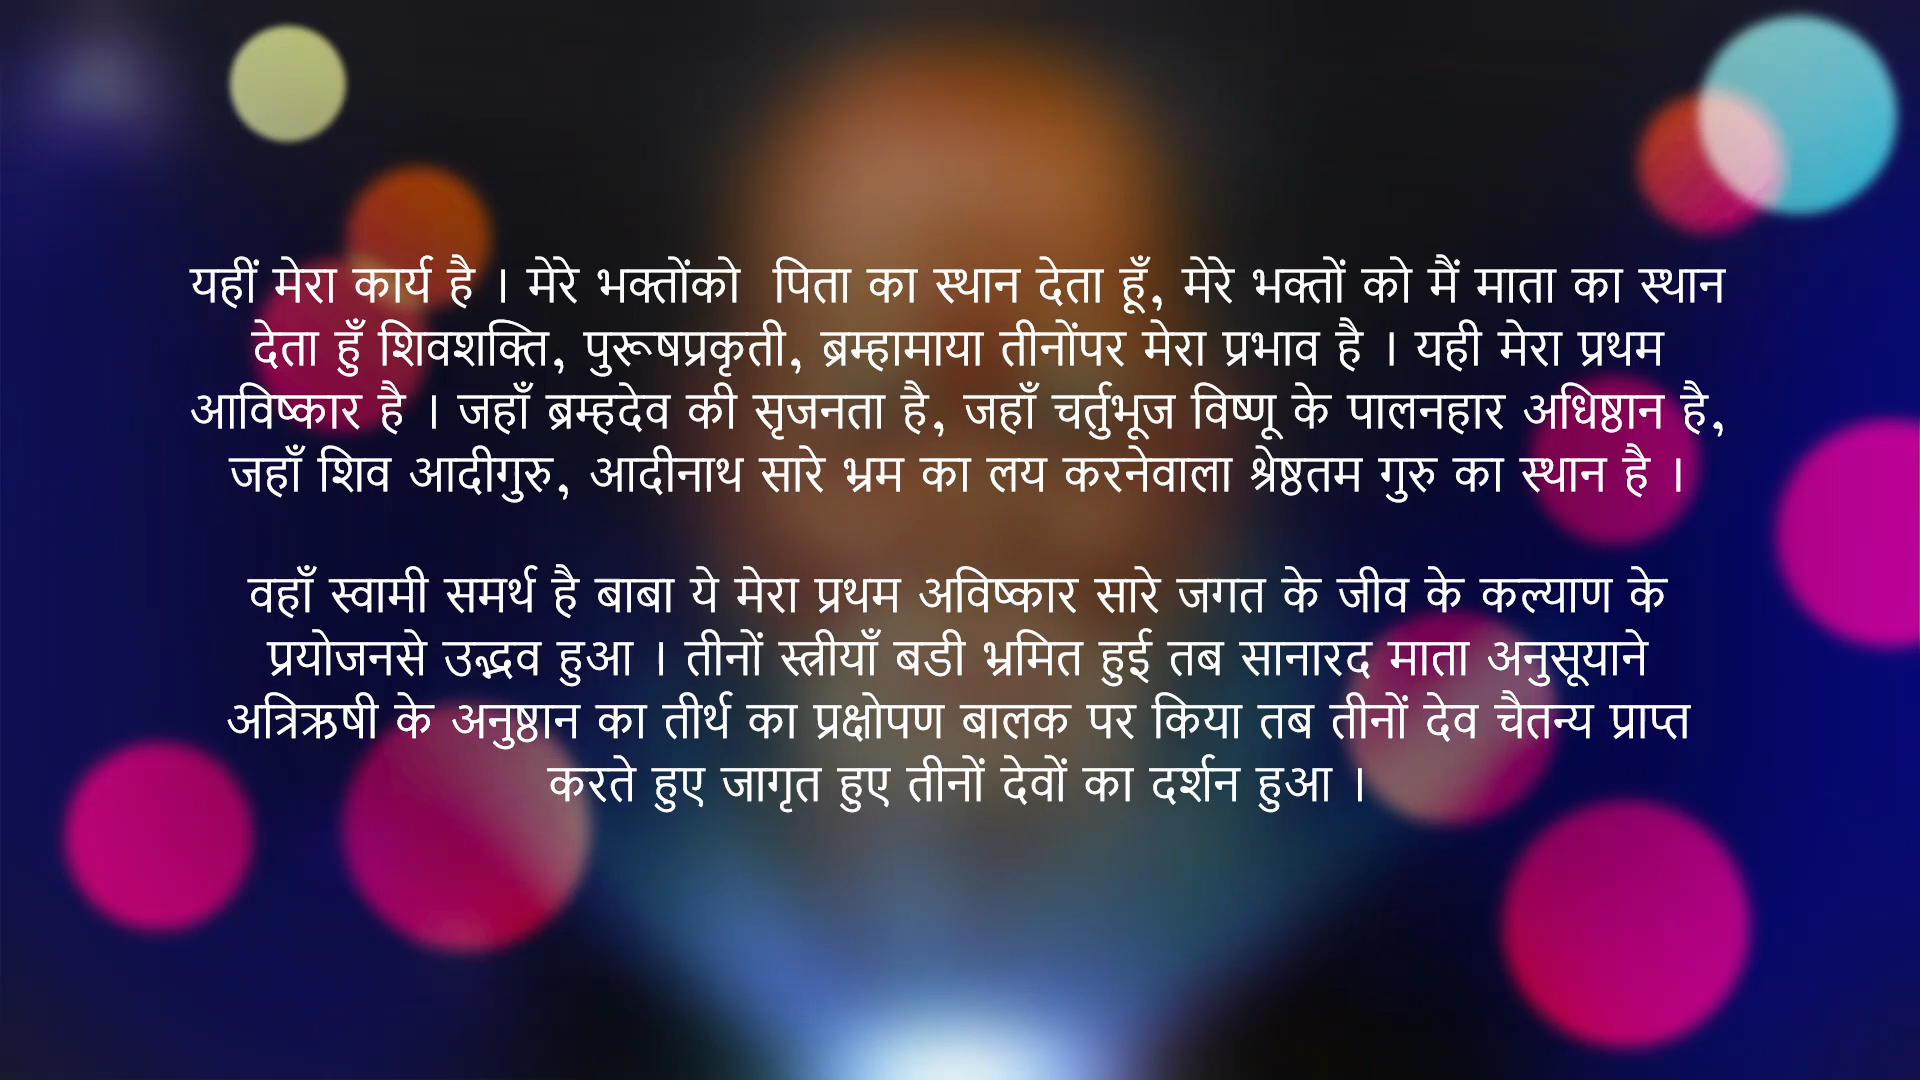 यहीं मेरा कार्य है । मेरे भक्तोंको  पिता का स्थान देता हूँ, मेरे भक्तों को मैं माता का स्थान
देता हुँ शिवशक्ति, पुरूषप्रकृती, ब्रम्हामाया तीनोंपर मेरा प्रभाव है । यही मेरा प्रथम
आविष्कार है । जहाँ ब्रम्हदेव की सृजनता है, जहाँ चर्तुभूज विष्णू के पालनहार अधिष्ठान है,
जहाँ शिव आदीगुरु, आदीनाथ सारे भ्रम का लय करनेवाला श्रेष्ठतम गुरु का स्थान है ।
वहाँ स्वामी समर्थ है बाबा ये मेरा प्रथम अविष्कार सारे जगत के जीव के कल्याण के
प्रयोजनसे उद्भव हुआ । तीनों स्त्रीयाँ बडी भ्रमित हुई तब सानारद माता अनुसूयाने
अत्रिऋषी के अनुष्ठान का तीर्थ का प्रक्षोपण बालक पर किया तब तीनों देव चैतन्य प्राप्त
करते हुए जागृत हुए तीनों देवों का दर्शन हुआ ।